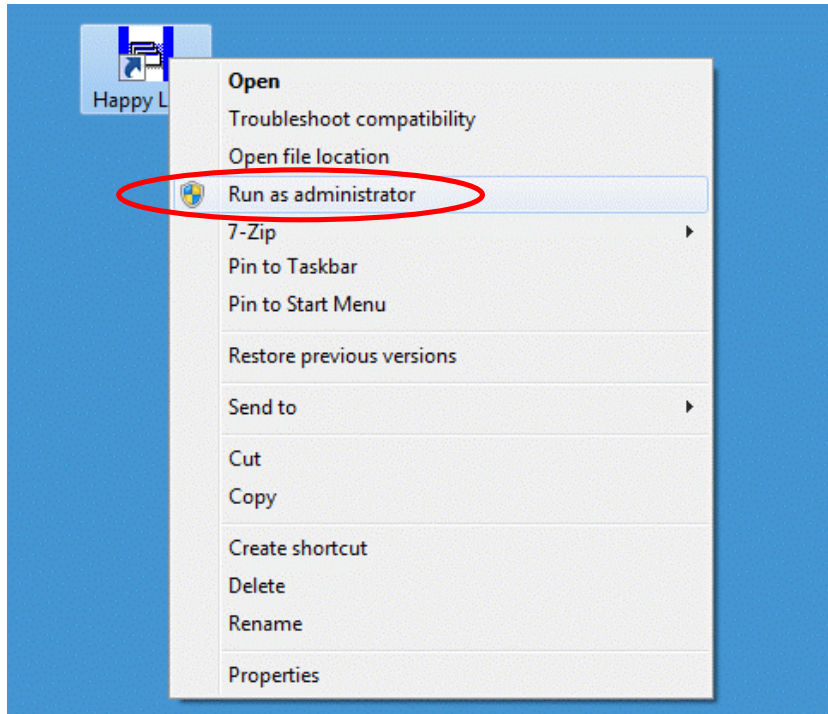 Happy L
Open
Troubleshoot compatibility
Open file location
Run as administrator
7-Zip
Pin to Taskbar
Pin to Start Menu
Restore previous versions
Send to
Cut
Copy
Create shortcut
Delete
Rename
Properties